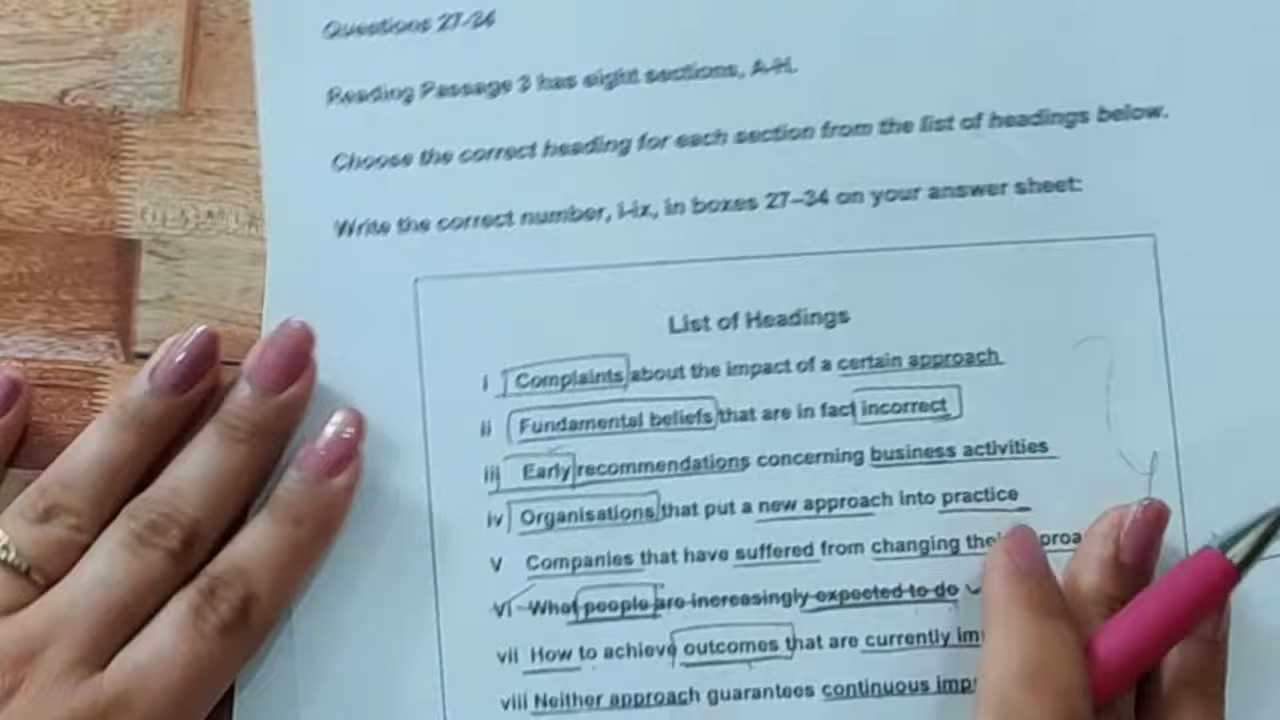 Questions 27-34
Reading Passage 3 has eight sections, A-H.
Choose the correct heading for each section from the list of headings below.
Write the correct number, i-ix, in boxes 27–34 on your answer sheet:
List of Headings
i Complaints about the impact of a certain approach
ii Fundamental beliefs that are in fact incorrect
iii Early recommendations concerning business activities
iv Organisations that put a new approach into practice
v Companies that have suffered from changing
vi What people are increasingly expected to do
vii How to achieve outcomes that are currently
viii Neither approach guarantees continuous